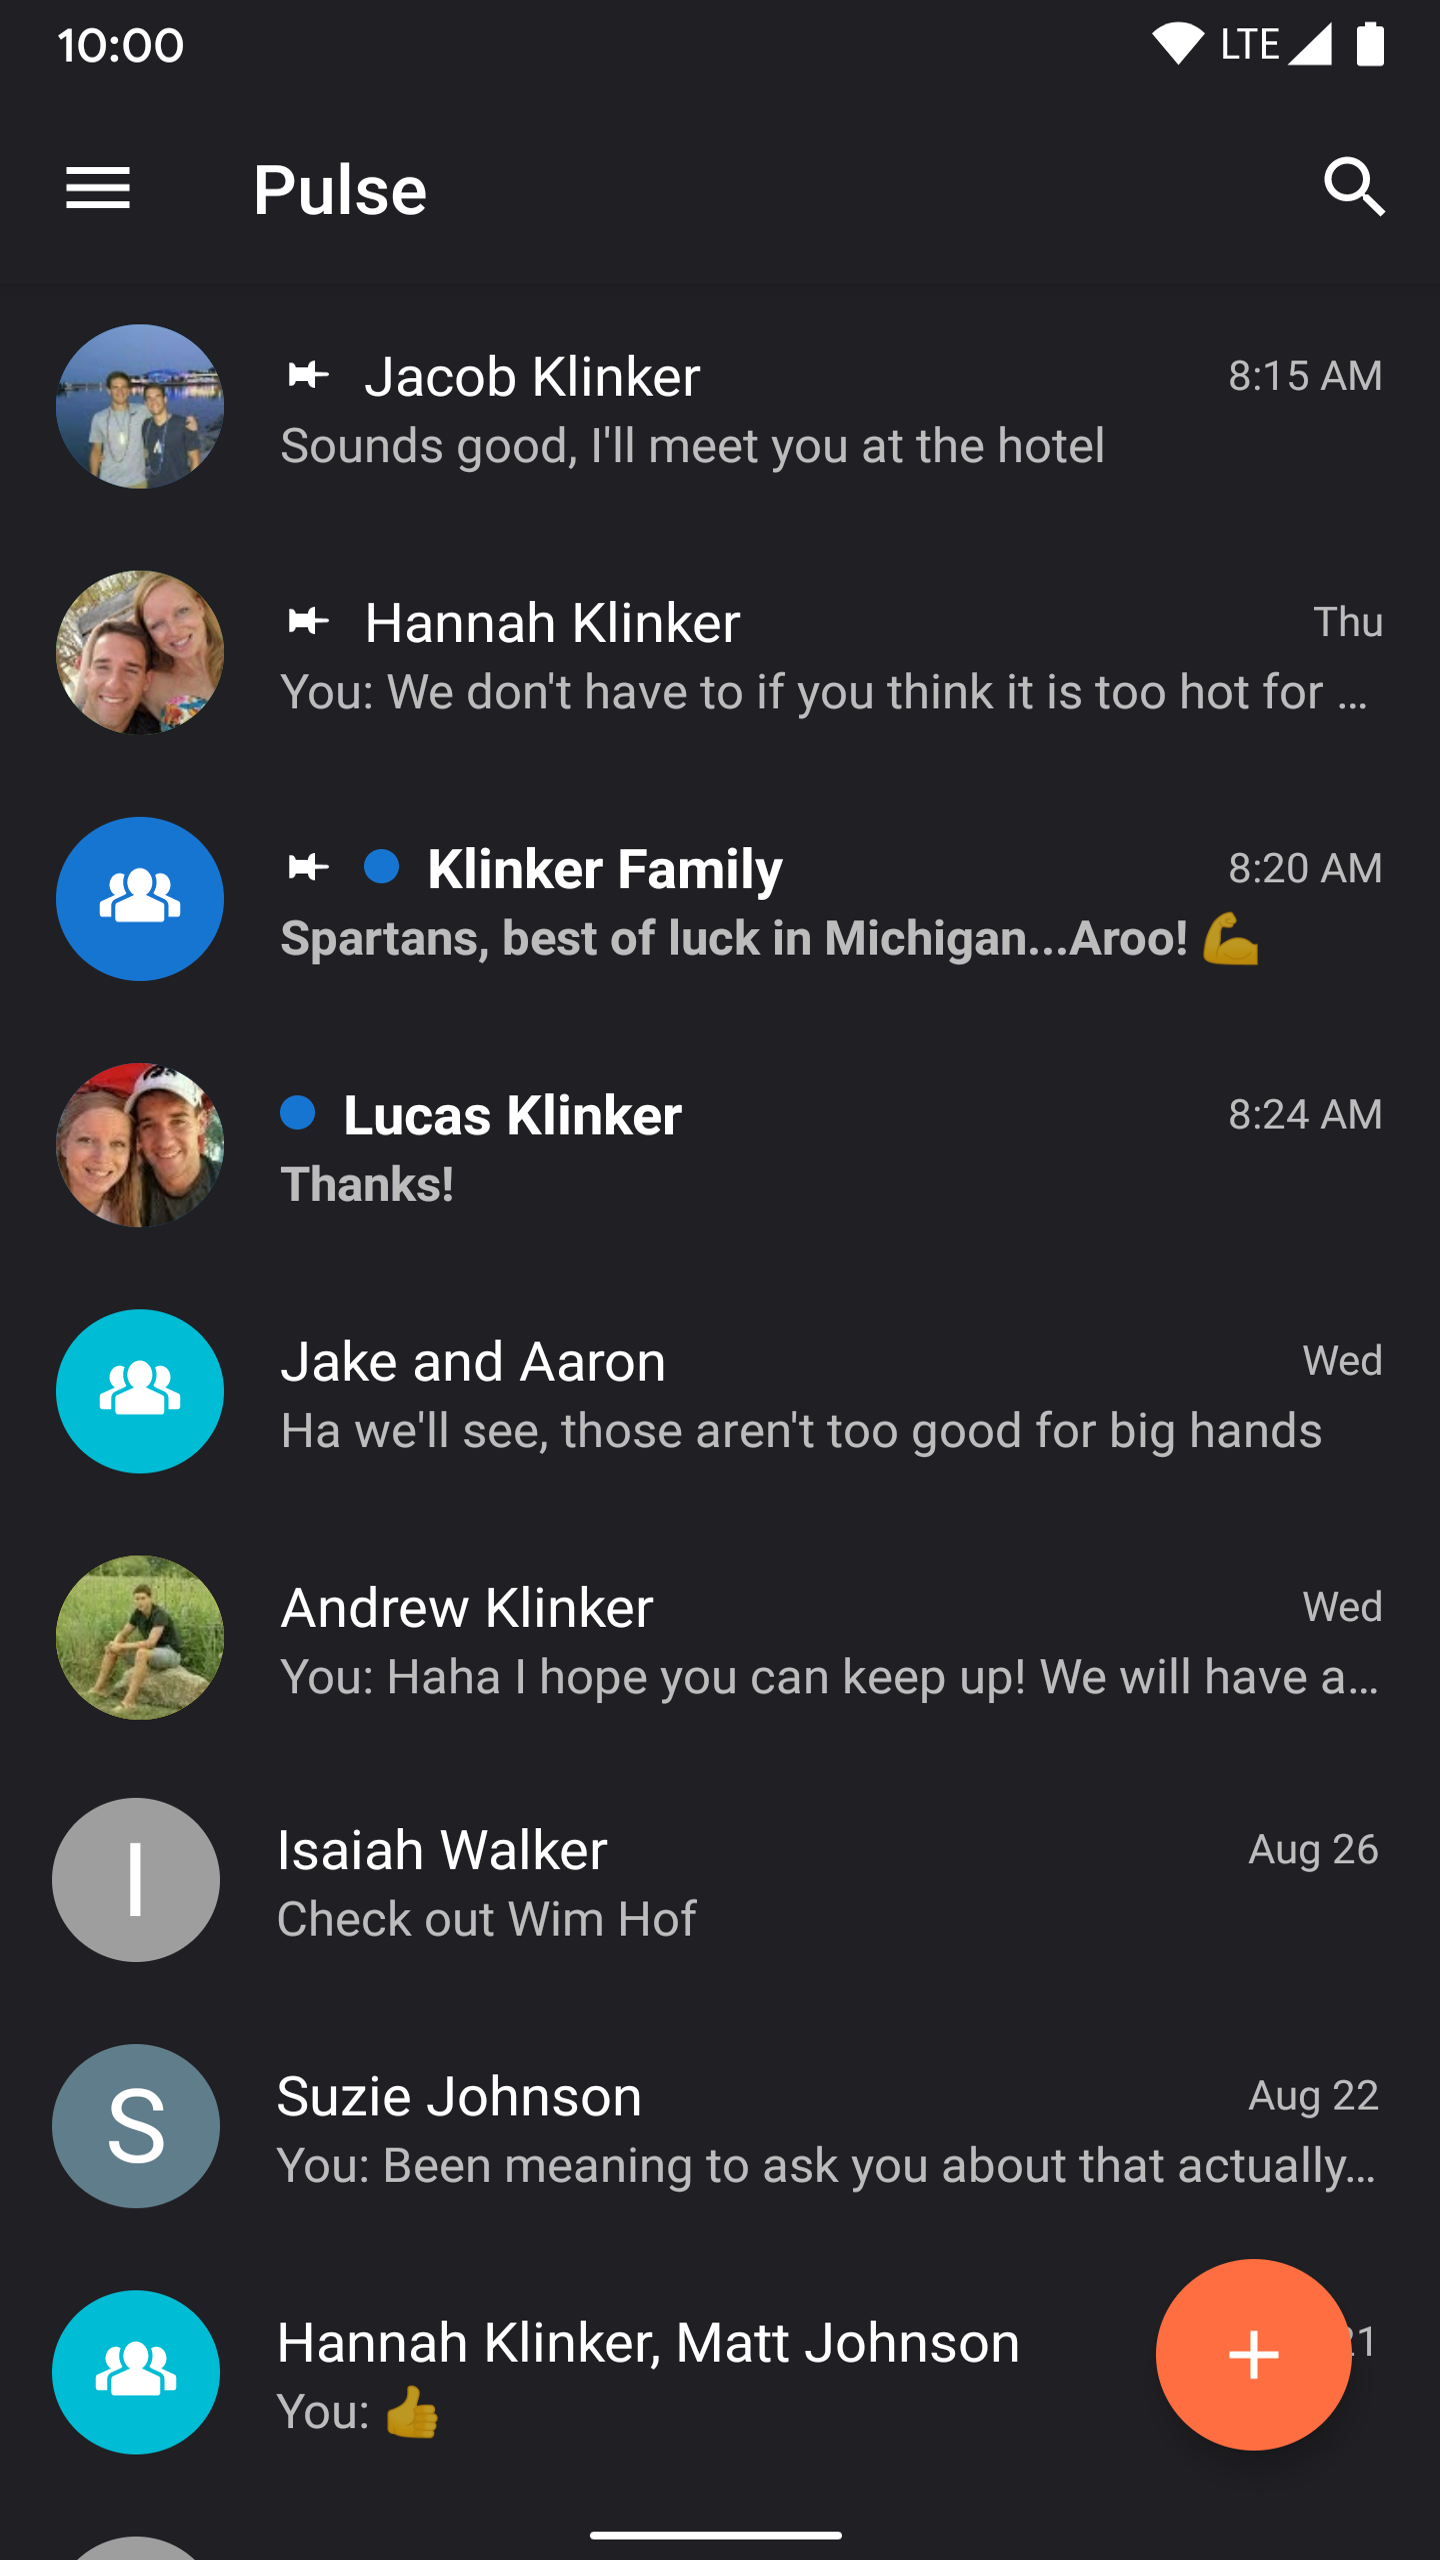 10:00 LTE
Pulse
Jacob Klinker 8:15 AM
Sounds good, I'll meet you at the hotel
Hannah Klinker Thu
You: We don't have to if you think it is too hot for …
Klinker Family 8:20 AM
Spartans, best of luck in Michigan...Aroo! 💪
Lucas Klinker 8:24 AM
Thanks!
Jake and Aaron Wed
Ha we'll see, those aren't too good for big hands
Andrew Klinker Wed
You: Haha I hope you can keep up! We will have a…
I
Isaiah Walker Aug 26
Check out Wim Hof
S
Suzie Johnson Aug 22
You: Been meaning to ask you about that actually…
Hannah Klinker, Matt Johnson
You: 👍